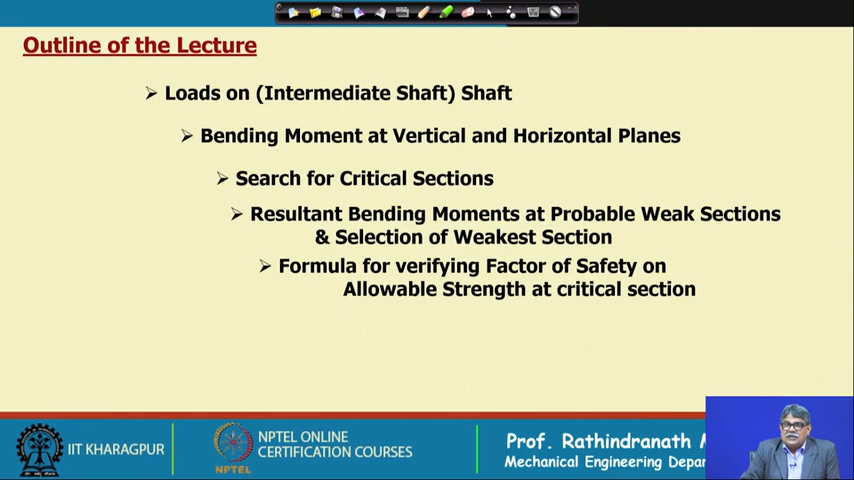 Outline of the Lecture
➢ Loads on (Intermediate Shaft) Shaft
➢ Bending Moment at Vertical and Horizontal Planes
➢ Search for Critical Sections
➢ Resultant Bending Moments at Probable Weak Sections
& Selection of Weakest Section
➢ Formula for verifying Factor of Safety on
Allowable Strength at critical section
IIT KHARAGPUR
NPTEL
NPTEL ONLINE
CERTIFICATION COURSES
Prof. Rathindranath
Mechanical Engineering